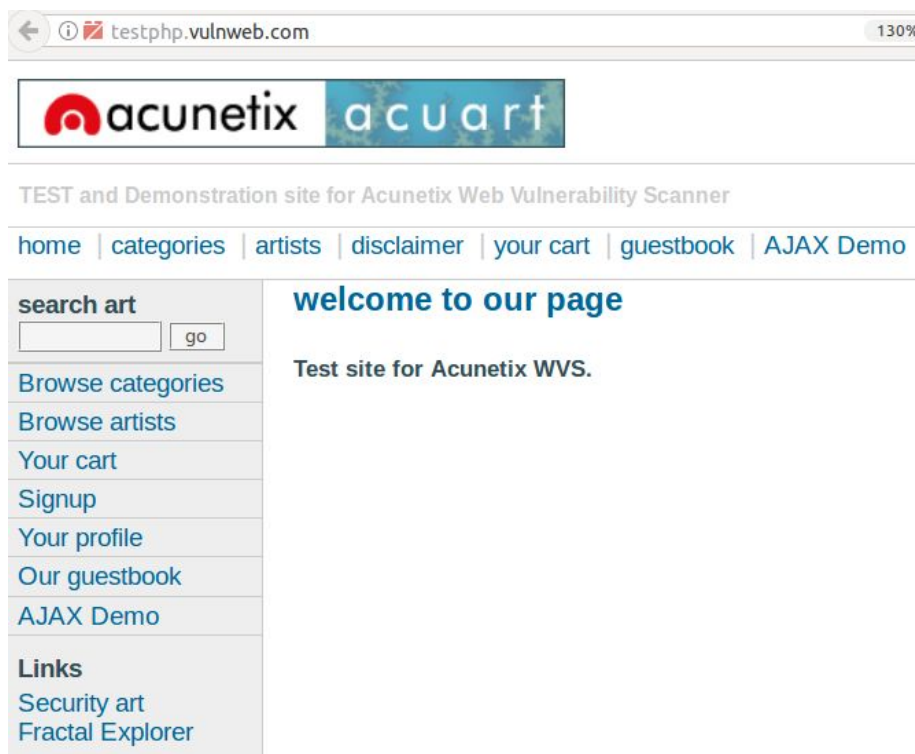 testphp.vulnweb.com 130%
acunetix acuart
TEST and Demonstration site for Acunetix Web Vulnerability Scanner
home | categories | artists | disclaimer | your cart | guestbook | AJAX Demo
search art
go
Browse categories
Browse artists
Your cart
Signup
Your profile
Our guestbook
AJAX Demo
Links
Security art
Fractal Explorer
welcome to our page
Test site for Acunetix WVS.